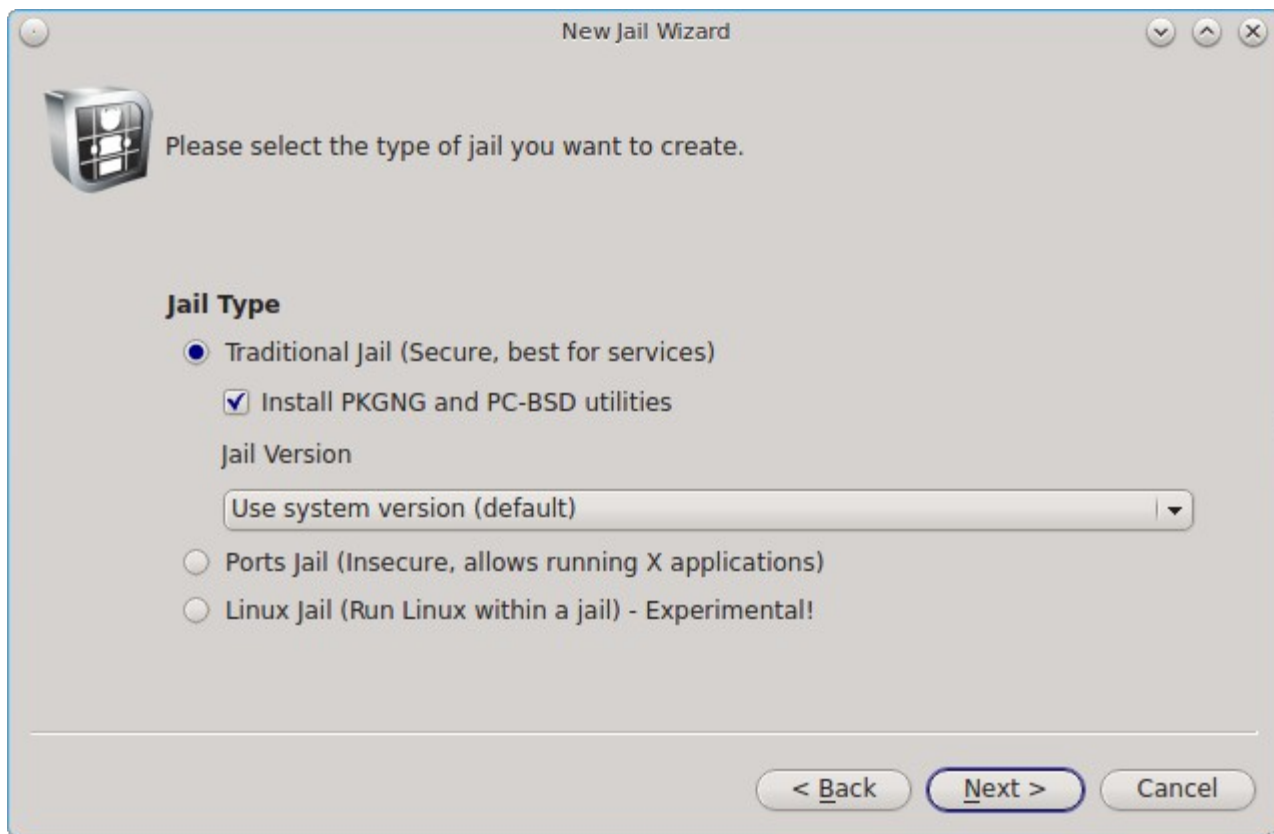 New Jail Wizard
Please select the type of jail you want to create.
Jail Type
Traditional Jail (Secure, best for services)
Install PKGNG and PC-BSD utilities
Jail Version
Use system version (default)
Ports Jail (Insecure, allows running X applications)
Linux Jail (Run Linux within a jail) - Experimental!
< Back Next > Cancel